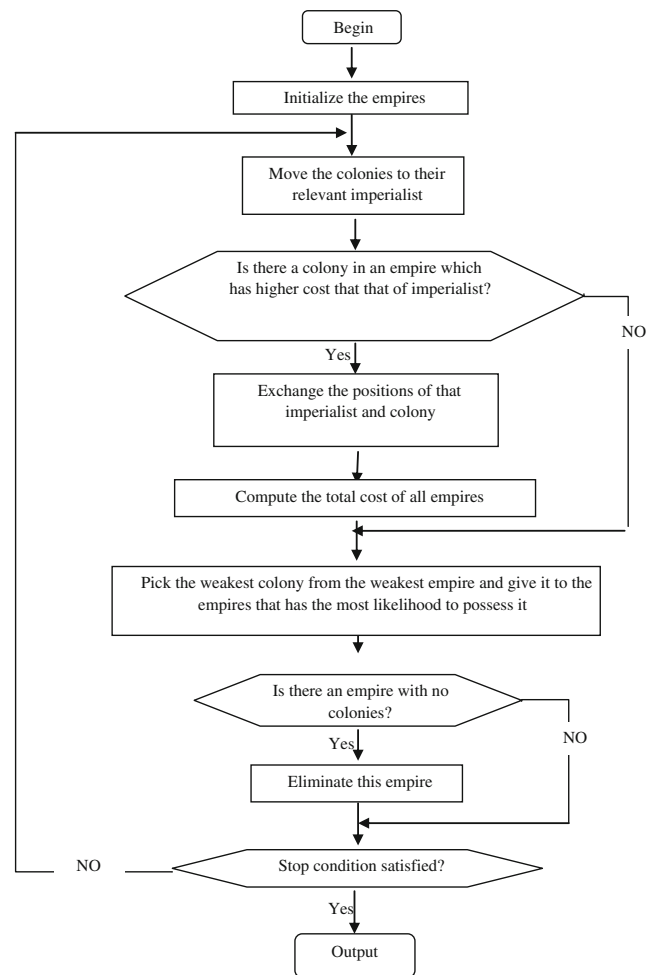 Begin
Initialize the empires
Move the colonies to their
relevant imperialist
Is there a colony in an empire which
has higher cost that that of imperialist?
NO
Yes
Exchange the positions of that
imperialist and colony
Compute the total cost of all empires
Pick the weakest colony from the weakest empire and give it to the
empires that has the most likelihood to possess it
Is there an empire with no
colonies?
NO
Yes
Eliminate this empire
NO
Stop condition satisfied?
Yes
Output